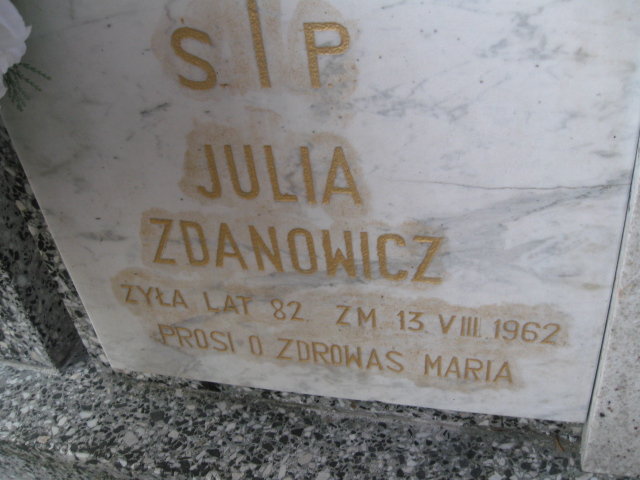 S I P
JULIA
ZDANOWICZ
ŻYŁA LAT 82 ZM. 13 VIII 1962
PROSI O ZDROWAŚ MARIA